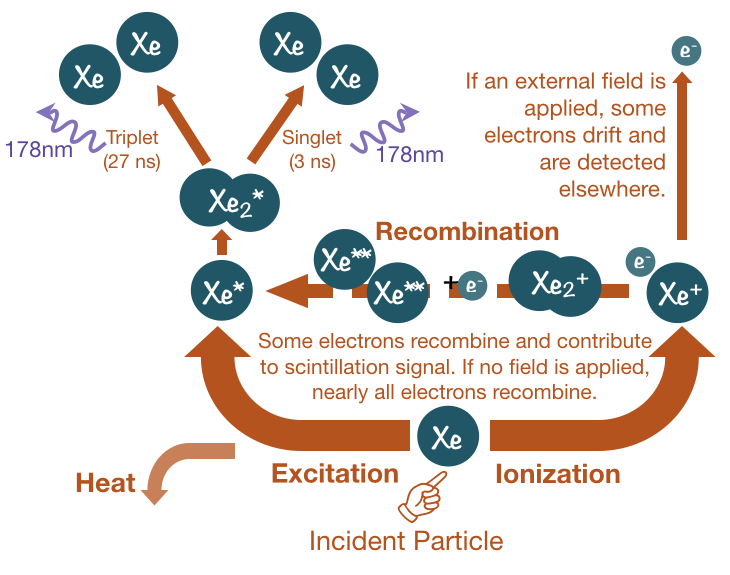 Xe
Xe
Xe
Xe
e-
If an external field is
applied, some
electrons drift and
are detected
elsewhere.
178nm
Triplet
(27 ns)
Singlet
(3 ns)
178nm
Xe2*
Recombination
Xe*
Xe**
Xe**
+
e-
Xe2+
e-
Xe+
Some electrons recombine and contribute
to scintillation signal. If no field is applied,
nearly all electrons recombine.
Xe
Heat
Excitation
Ionization
Incident Particle